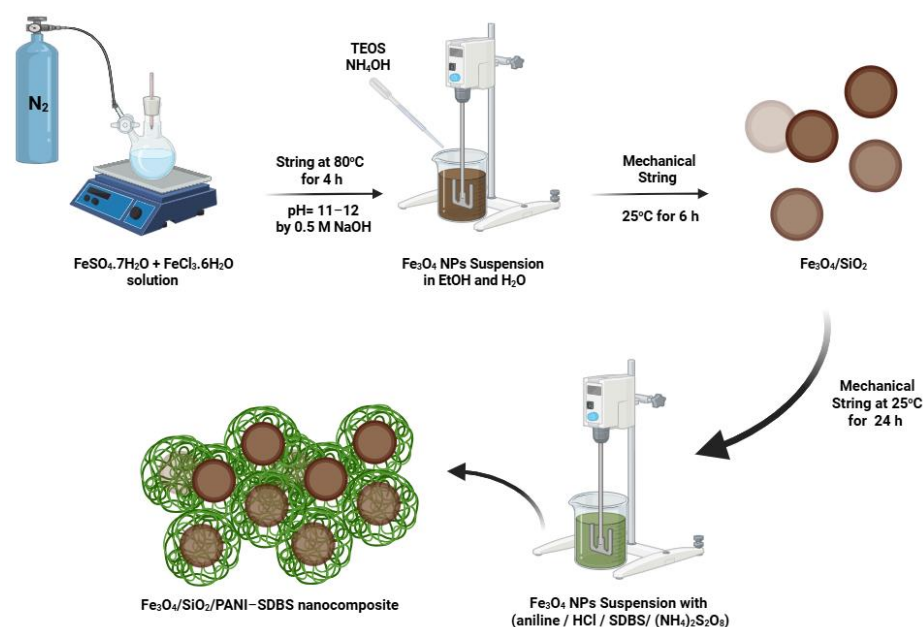 N₂
FeSO₄.7H₂O + FeCl₃.6H₂O
solution
String at 80°C
for 4 h
pH= 11–12
by 0.5 M NaOH
TEOS
NH₄OH
Fe₃O₄ NPs Suspension
in EtOH and H₂O
Mechanical
String
25°C for 6 h
Fe₃O₄/SiO₂
Mechanical
String at 25°C
for 24 h
Fe₃O₄ NPs Suspension with
(aniline / HCl / SDBS/ (NH₄)₂S₂O₈)
Fe₃O₄/SiO₂/PANI–SDBS nanocomposite